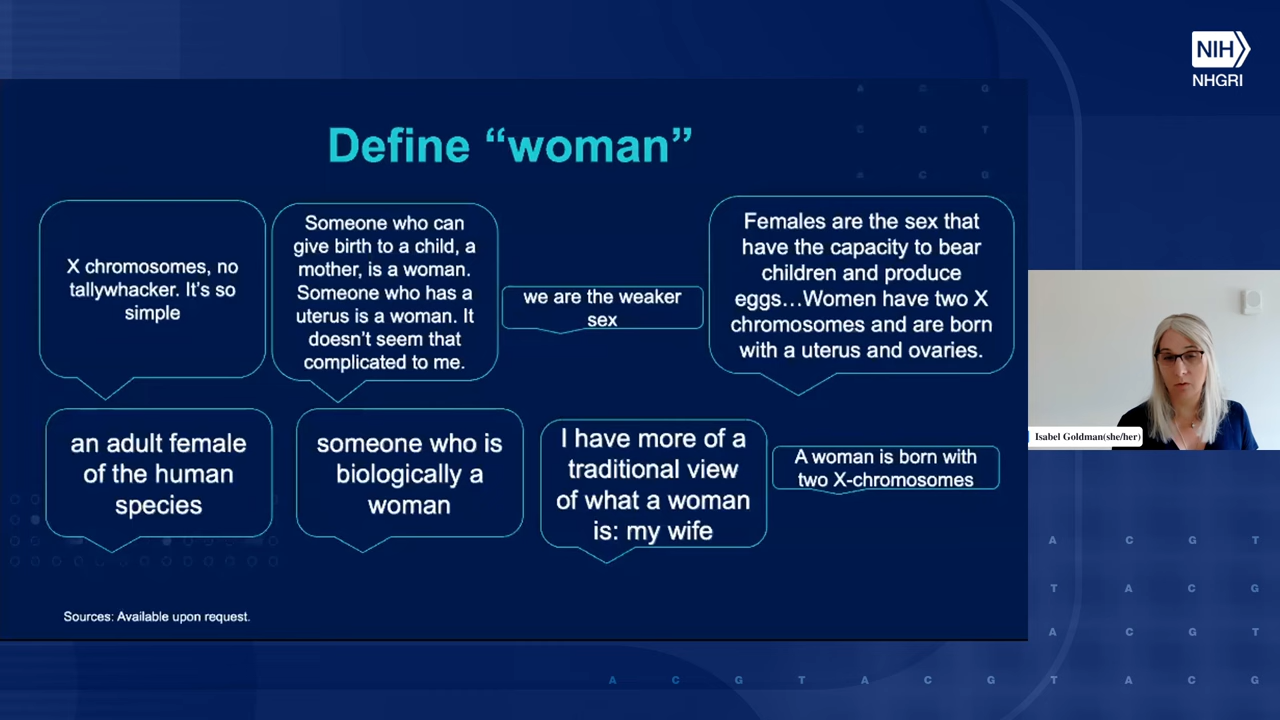 NIH
NHGRI
A C G
C G T
A C G
Define “woman”
X chromosomes, no
tallywhacker. It’s so
simple
Someone who can
give birth to a child, a
mother, is a woman.
Someone who has a
uterus is a woman. It
doesn’t seem that
complicated to me.
we are the weaker
sex
Females are the sex that
have the capacity to bear
children and produce
eggs…Women have two X
chromosomes and are born
with a uterus and ovaries.
an adult female
of the human
species
someone who is
biologically a
woman
I have more of a
traditional view
of what a woman
is: my wife
A woman is born with
two X-chromosomes
Isabel Goldman(she/her)
Sources: Available upon request.
A C G T
T A C G
A C G T
A C G T A C G T A C G